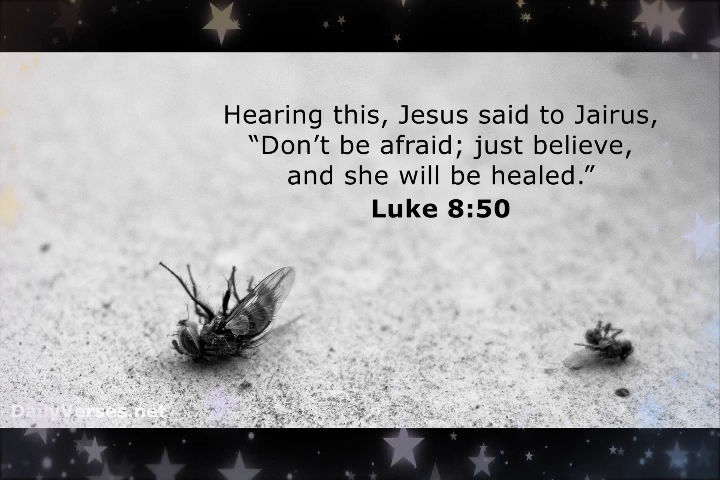 Hearing this, Jesus said to Jairus,
“Don’t be afraid; just believe,
and she will be healed.”
Luke 8:50
DailyVerses.net